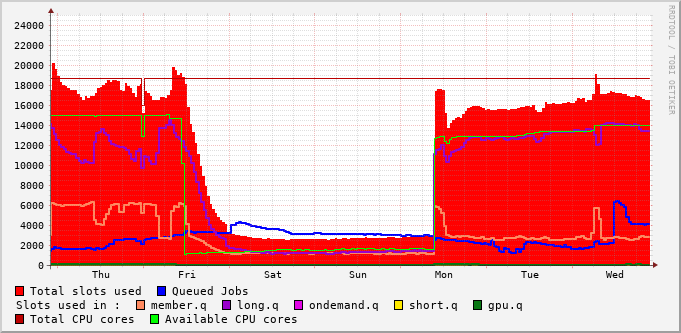 RRDTOOL / TOBI OETIKER
24000
22000
20000
18000
16000
14000
12000
10000
8000
6000
4000
2000
0
Thu Fri Sat Sun Mon Tue Wed
Total slots used Queued Jobs
Slots used in : member.q long.q ondemand.q short.q gpu.q
Total CPU cores Available CPU cores